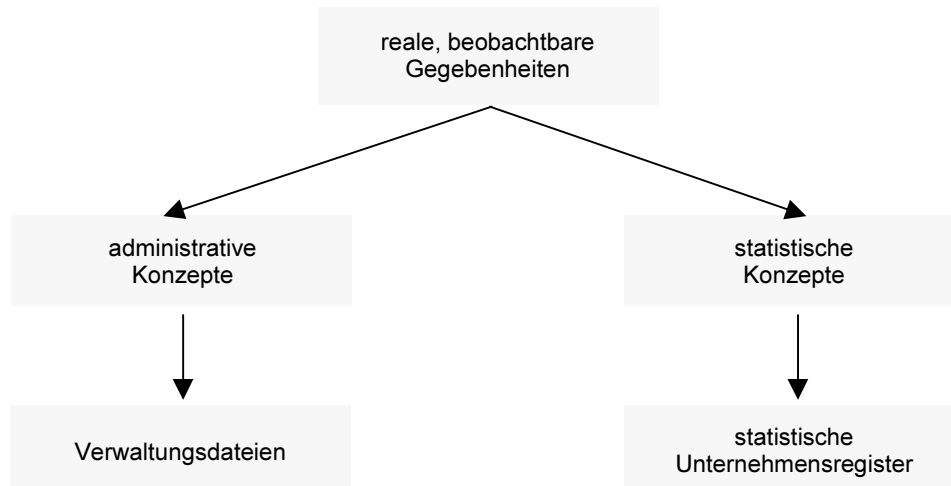 reale, beobachtbare
Gegebenheiten
administrative
Konzepte
statistische
Konzepte
Verwaltungsdateien
statistische
Unternehmensregister